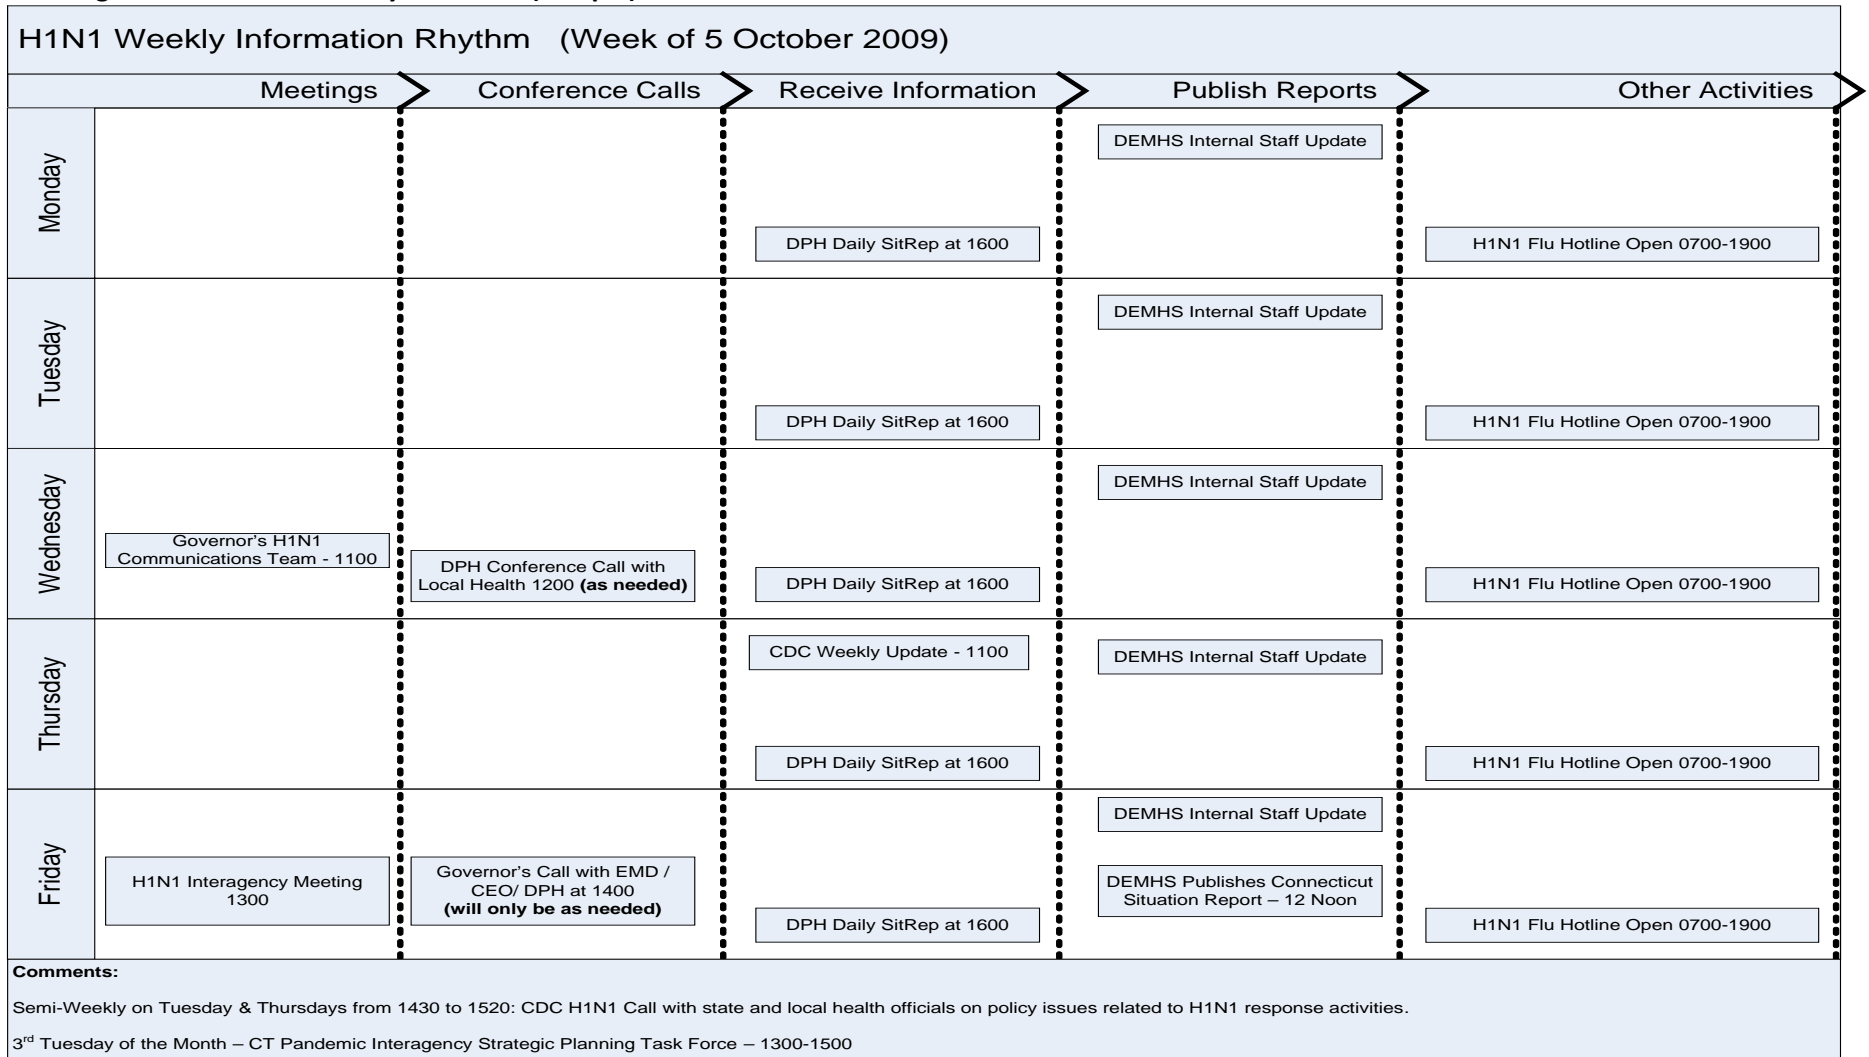 H1N1 Weekly Information Rhythm (Week of 5 October 2009)
Meetings
Conference Calls
Receive Information
Publish Reports
Other Activities
Monday
DEMHS Internal Staff Update
DPH Daily SitRep at 1600
H1N1 Flu Hotline Open 0700-1900
Tuesday
DEMHS Internal Staff Update
DPH Daily SitRep at 1600
H1N1 Flu Hotline Open 0700-1900
Wednesday
Governor's H1N1
Communications Team - 1100
DPH Conference Call with
Local Health 1200 (as needed)
DPH Daily SitRep at 1600
DEMHS Internal Staff Update
H1N1 Flu Hotline Open 0700-1900
Thursday
CDC Weekly Update - 1100
DPH Daily SitRep at 1600
DEMHS Internal Staff Update
H1N1 Flu Hotline Open 0700-1900
Friday
H1N1 Interagency Meeting
1300
Governor's Call with EMD /
CEO/ DPH at 1400
(will only be as needed)
DPH Daily SitRep at 1600
DEMHS Internal Staff Update
DEMHS Publishes Connecticut
Situation Report – 12 Noon
H1N1 Flu Hotline Open 0700-1900
Comments:
Semi-Weekly on Tuesday & Thursdays from 1430 to 1520: CDC H1N1 Call with state and local health officials on policy issues related to H1N1 response activities.
3rd Tuesday of the Month – CT Pandemic Interagency Strategic Planning Task Force – 1300-1500